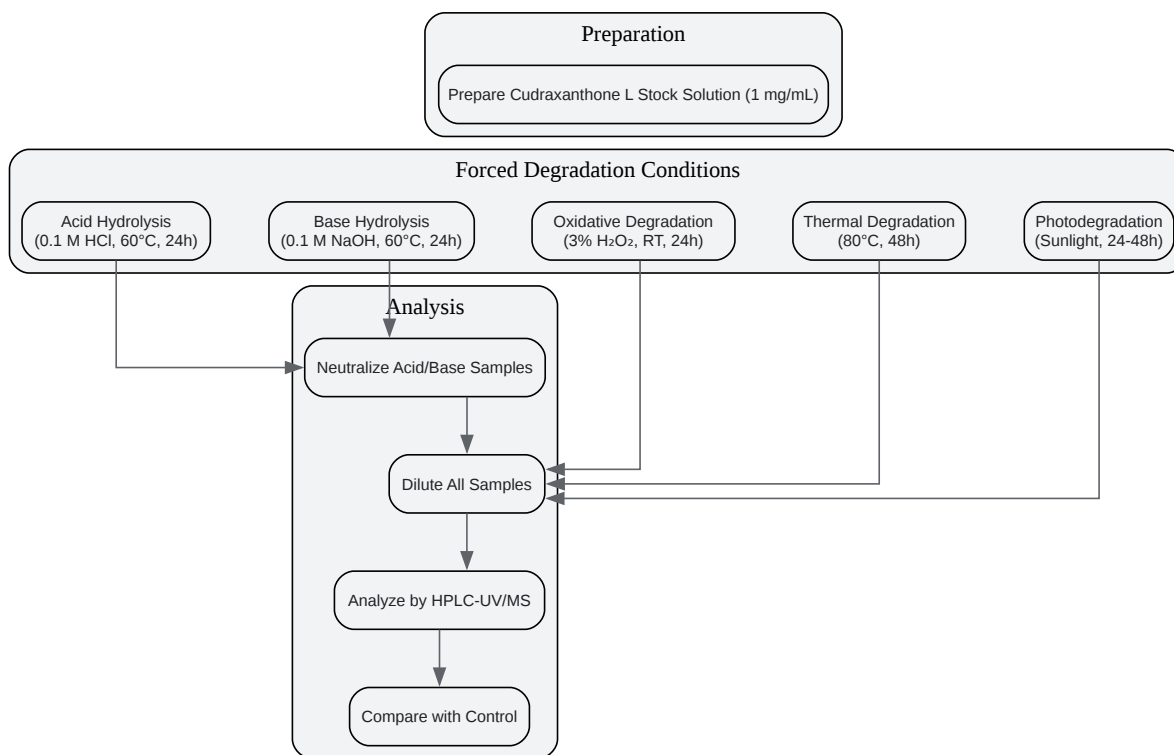 Preparation
Prepare Cudraxanthone L Stock Solution (1 mg/mL)
Forced Degradation Conditions
Acid Hydrolysis
(0.1 M HCl, 60°C, 24h)
Base Hydrolysis
(0.1 M NaOH, 60°C, 24h)
Oxidative Degradation
(3% H₂O₂, RT, 24h)
Thermal Degradation
(80°C, 48h)
Photodegradation
(Sunlight, 24-48h)
Analysis
Neutralize Acid/Base Samples
Dilute All Samples
Analyze by HPLC-UV/MS
Compare with Control